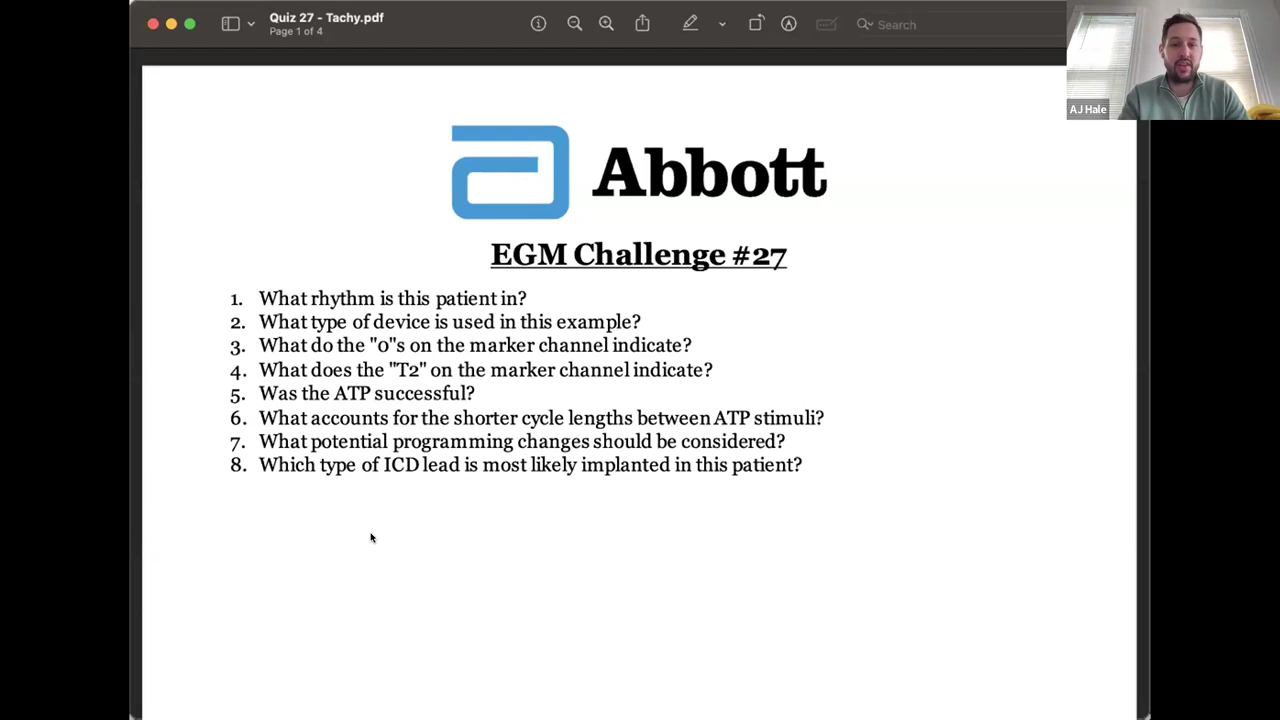 Quiz 27 - Tachy.pdf
Page 1 of 4
Search
AJ Hale
Abbott
EGM Challenge #27
1. What rhythm is this patient in?
2. What type of device is used in this example?
3. What do the "0"s on the marker channel indicate?
4. What does the "T2" on the marker channel indicate?
5. Was the ATP successful?
6. What accounts for the shorter cycle lengths between ATP stimuli?
7. What potential programming changes should be considered?
8. Which type of ICD lead is most likely implanted in this patient?